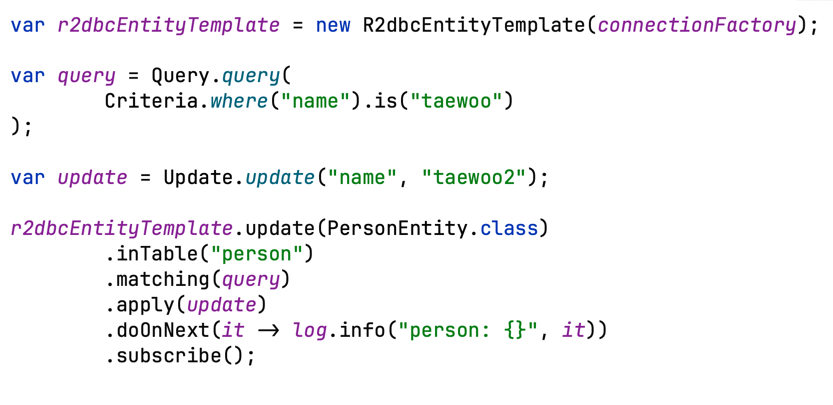 var r2dbcEntityTemplate = new R2dbcEntityTemplate(connectionFactory);
var query = Query.query(
        Criteria.where("name").is("taewoo")
);
var update = Update.update("name", "taewoo2");
r2dbcEntityTemplate.update(PersonEntity.class)
        .inTable("person")
        .matching(query)
        .apply(update)
        .doOnNext(it -> log.info("person: {}", it))
        .subscribe();